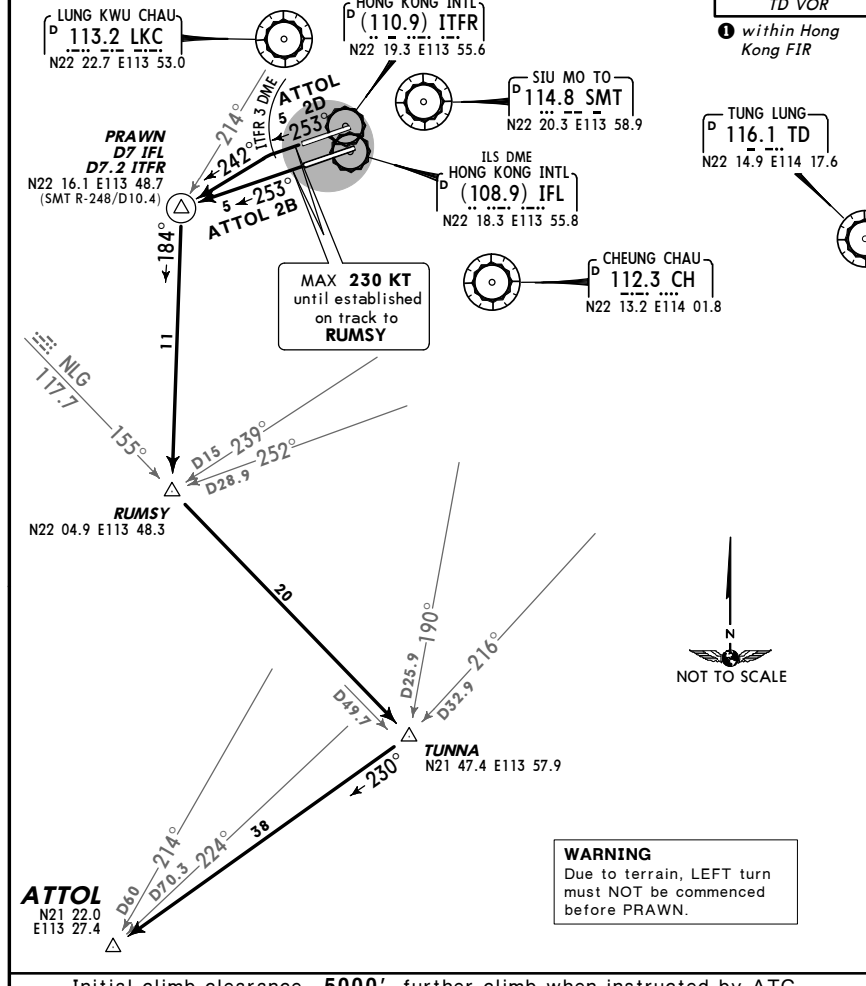 TD VOR
❶ within Hong
Kong FIR
LUNG KWU CHAU
D 113.2 LKC
N22 22.7 E113 53.0
HONG KONG INTL
D (110.9) ITFR
N22 19.3 E113 55.6
SIU MO TO
D 114.8 SMT
N22 20.3 E113 58.9
TUNG LUNG
D 116.1 TD
N22 14.9 E114 17.6
ILS DME
HONG KONG INTL
D (108.9) IFL
N22 18.3 E113 55.8
CHEUNG CHAU
D 112.3 CH
N22 13.2 E114 01.8
PRAWN
D7 IFL
D7.2 ITFR
N22 16.1 E113 48.7
(SMT R-248/D10.4)
214°
ITFR 3 DME
ATTOL
2D
5
253°
242°
5 253°
ATTOL 2B
184°
11
MAX 230 KT
until established
on track to
RUMSY
NLG
117.7
155°
D15 239°
D28.9 252°
RUMSY
N22 04.9 E113 48.3
20
D25.9 190°
D32.9 216°
D49.7
TUNNA
N21 47.4 E113 57.9
230°
38
D60 214°
D70.3 224°
ATTOL
N21 22.0
E113 27.4
N
NOT TO SCALE
WARNING
Due to terrain, LEFT turn
must NOT be commenced
before PRAWN.
Initial climb clearance 5000', further climb when instructed by ATC